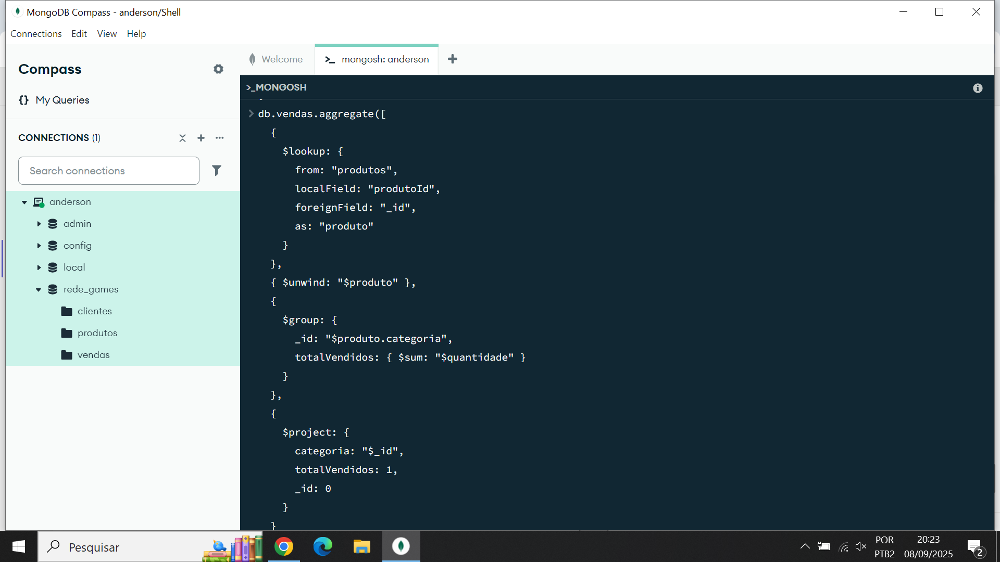 MongoDB Compass - anderson/Shell
Connections Edit View Help
Compass
{} My Queries
CONNECTIONS (1)
Search connections
anderson
admin
config
local
rede_games
clientes
produtos
vendas
Welcome
>_ mongosh: anderson
>_MONGOSH
db.vendas.aggregate([
  {
    $lookup: {
      from: "produtos",
      localField: "produtoId",
      foreignField: "_id",
      as: "produto"
    }
  },
  { $unwind: "$produto" },
  {
    $group: {
      _id: "$produto.categoria",
      totalVendidos: { $sum: "$quantidade" }
    }
  },
  {
    $project: {
      categoria: "$_id",
      totalVendidos: 1,
      _id: 0
    }
  }
Pesquisar
POR
PTB2
20:23
08/09/2025
2